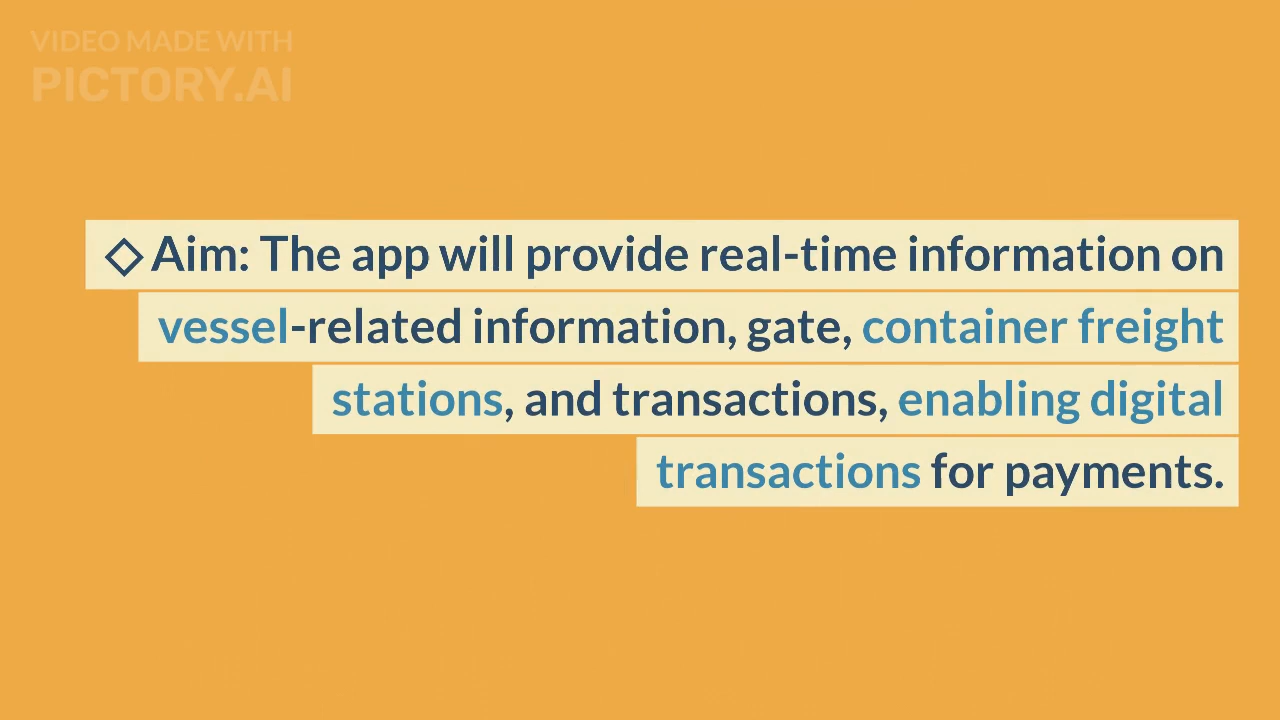 VIDEO MADE WITH
PICTORY.AI
◇ Aim: The app will provide real-time information on
vessel-related information, gate, container freight
stations, and transactions, enabling digital
transactions for payments.